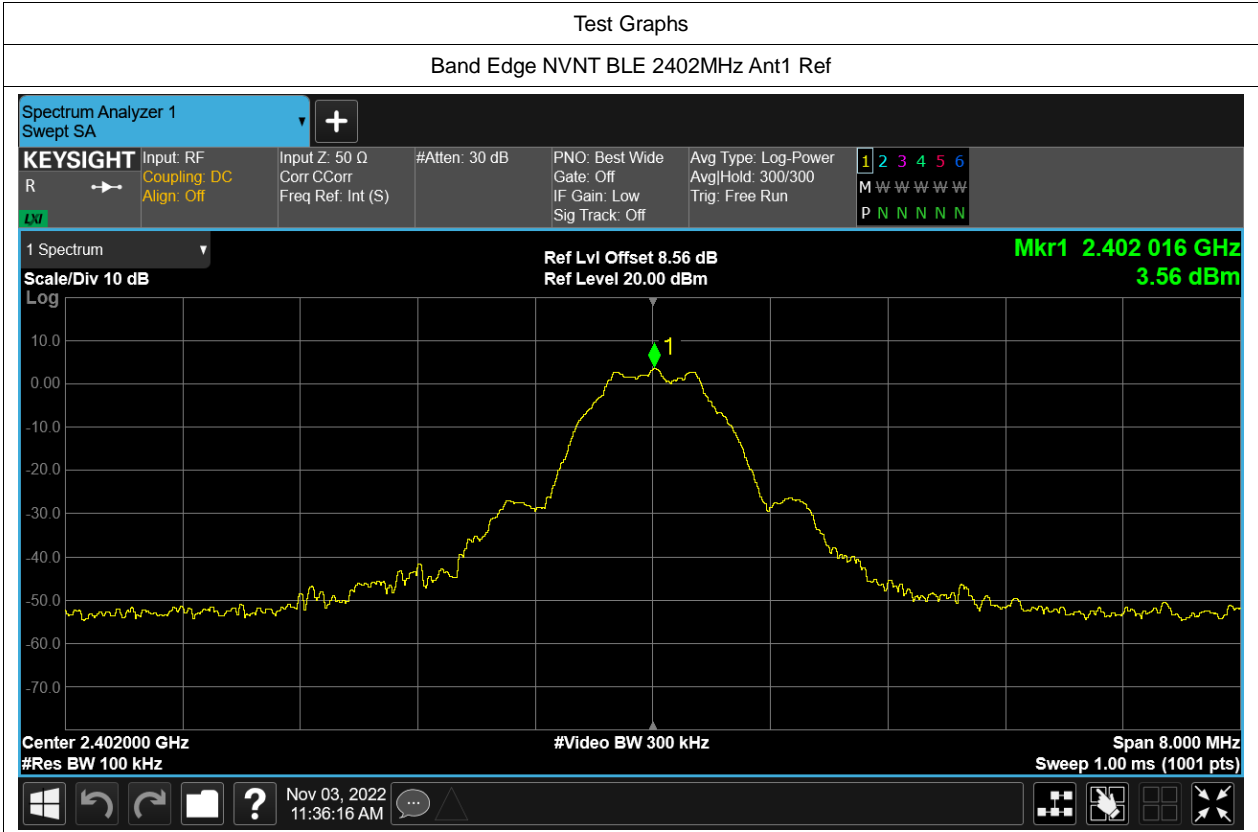 Test Graphs
Band Edge NVNT BLE 2402MHz Ant1 Ref
Spectrum Analyzer 1
Swept SA
+
KEYSIGHT
R
LXI
Input: RF
Coupling: DC
Align: Off
Input Z: 50 Ω
Corr CCorr
Freq Ref: Int (S)
#Atten: 30 dB
PNO: Best Wide
Gate: Off
IF Gain: Low
Sig Track: Off
Avg Type: Log-Power
Avg|Hold: 300/300
Trig: Free Run
1 2 3 4 5 6
M W W W W W
P N N N N N
1 Spectrum
Scale/Div 10 dB
Log
Ref Lvl Offset 8.56 dB
Ref Level 20.00 dBm
Mkr1 2.402 016 GHz
3.56 dBm
1
10.0
0.00
-10.0
-20.0
-30.0
-40.0
-50.0
-60.0
-70.0
Center 2.402000 GHz
#Res BW 100 kHz
#Video BW 300 kHz
Span 8.000 MHz
Sweep 1.00 ms (1001 pts)
?
Nov 03, 2022
11:36:16 AM